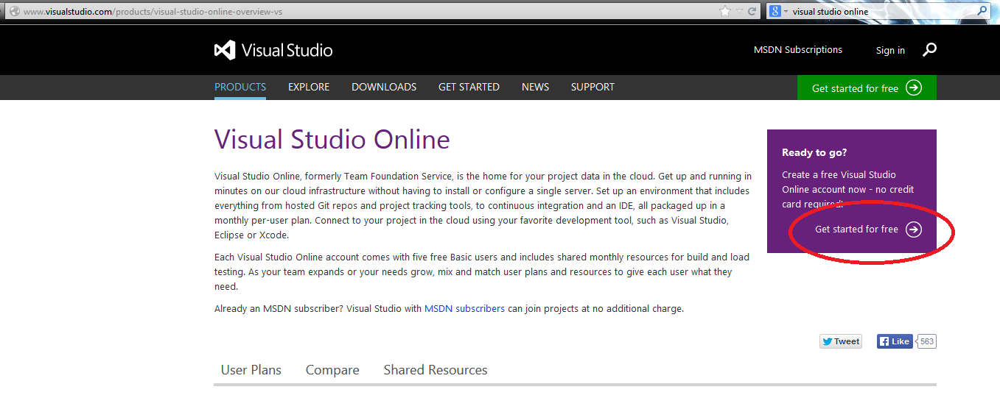 www.visualstudio.com/products/visual-studio-online-overview-vs
visual studio online
Visual Studio
MSDN Subscriptions
Sign in
PRODUCTS
EXPLORE
DOWNLOADS
GET STARTED
NEWS
SUPPORT
Get started for free
Visual Studio Online
Visual Studio Online, formerly Team Foundation Service, is the home for your project data in the cloud. Get up and running in
minutes on our cloud infrastructure without having to install or configure a single server. Set up an environment that includes
everything from hosted Git repos and project tracking tools, to continuous integration and an IDE, all packaged up in a
monthly per-user plan. Connect to your project in the cloud using your favorite development tool, such as Visual Studio,
Eclipse or Xcode.
Each Visual Studio Online account comes with five free Basic users and includes shared monthly resources for build and load
testing. As your team expands or your needs grow, mix and match user plans and resources to give each user what they
need.
Already an MSDN subscriber? Visual Studio with MSDN subscribers can join projects at no additional charge.
Ready to go?
Create a free Visual Studio
Online account now - no credit
card required!
Get started for free
Tweet
Like
563
User Plans
Compare
Shared Resources